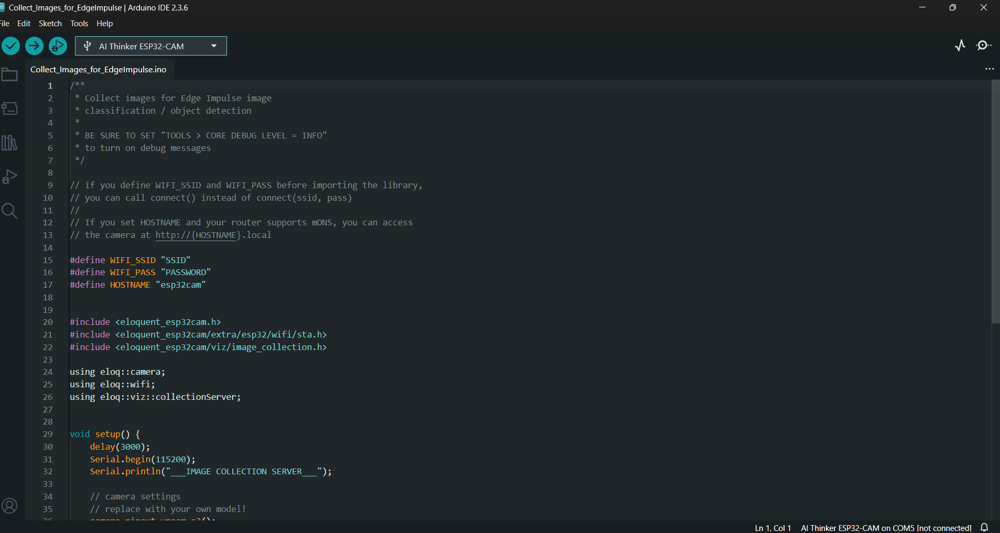 Collect_Images_for_EdgeImpulse | Arduino IDE 2.3.6
File Edit Sketch Tools Help
AI Thinker ESP32-CAM
Collect_Images_for_EdgeImpulse.ino
1 /**
2 * Collect images for Edge Impulse image
3 * classification / object detection
4 *
5 * BE SURE TO SET "TOOLS > CORE DEBUG LEVEL = INFO"
6 * to turn on debug messages
7 */
8
9 // if you define WIFI_SSID and WIFI_PASS before importing the library,
10 // you can call connect() instead of connect(ssid, pass)
11 //
12 // If you set HOSTNAME and your router supports mDNS, you can access
13 // the camera at http://{HOSTNAME}.local
14
15 #define WIFI_SSID "SSID"
16 #define WIFI_PASS "PASSWORD"
17 #define HOSTNAME "esp32cam"
18
19
20 #include <eloquent_esp32cam.h>
21 #include <eloquent_esp32cam/extra/esp32/wifi/sta.h>
22 #include <eloquent_esp32cam/viz/image_collection.h>
23
24 using eloq::camera;
25 using eloq::wifi;
26 using eloq::viz::collectionServer;
27
28
29 void setup() {
30 delay(3000);
31 Serial.begin(115200);
32 Serial.println("___IMAGE COLLECTION SERVER___");
33
34 // camera settings
35 // replace with your own model!
36 camera.pinout.wroom_s3();
Ln 1, Col 1 AI Thinker ESP32-CAM on COM5 [not connected]